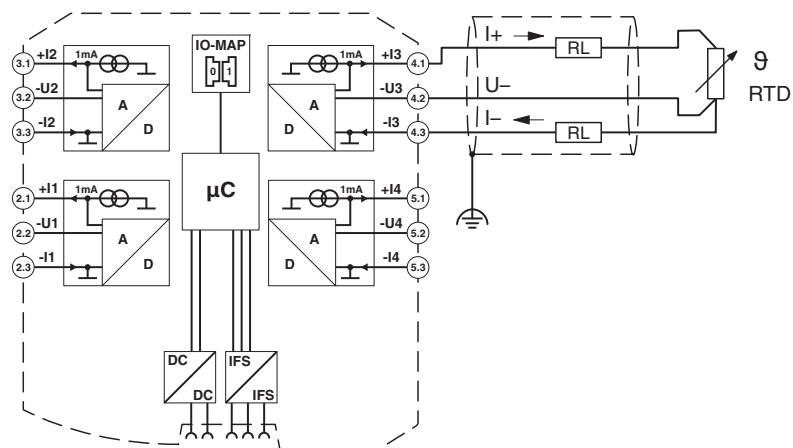 IO-MAP
0 1
3.1 +I2 1mA
3.2 -U2
3.3 -I2
A
D
1mA +I3 4.1
-U3 4.2
-I3 4.3
A
D
I+ RL
U–
I– RL
ϑ
RTD
µC
2.1 +I1 1mA
2.2 -U1
2.3 -I1
A
D
1mA +I4 5.1
-U4 5.2
-I4 5.3
A
D
DC
DC
IFS
IFS